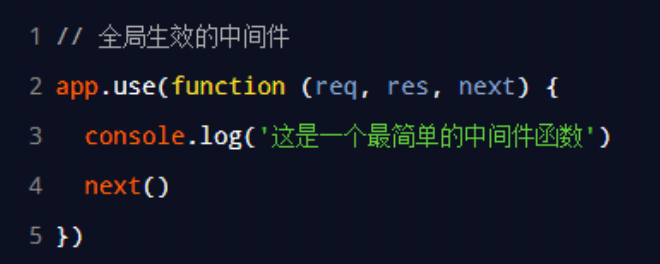 1 // 全局生效的中间件
2 app.use(function (req, res, next) {
3   console.log('这是一个最简单的中间件函数')
4   next()
5 })